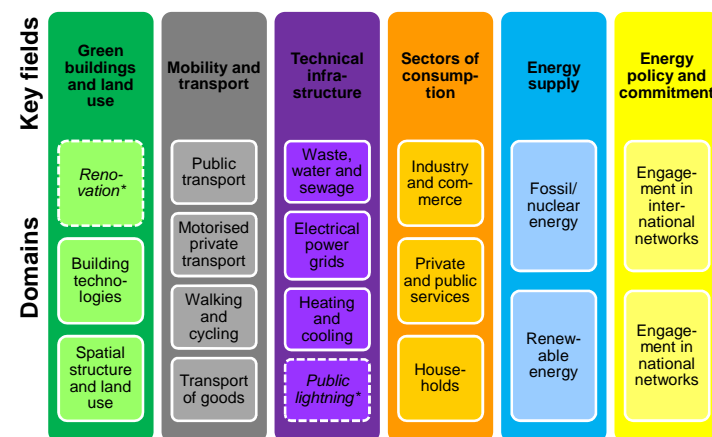 Key fields
Green
buildings
and land
use
Mobility and
transport
Technical
infra-
structure
Sectors of
consump-
tion
Energy
supply
Energy
policy and
commitment
Domains
Reno-
vation*
Building
techno-
logies
Spatial
structure
and land
use
Public
transport
Motorised
private
transport
Walking
and
cycling
Transport
of goods
Waste,
water and
sewage
Electrical
power
grids
Heating
and
cooling
Public
lightning*
Industry
and com-
merce
Private
and public
services
House-
holds
Fossil/
nuclear
energy
Renew-
able
energy
Engage-
ment in
inter-
national
networks
Engage-
ment in
national
networks